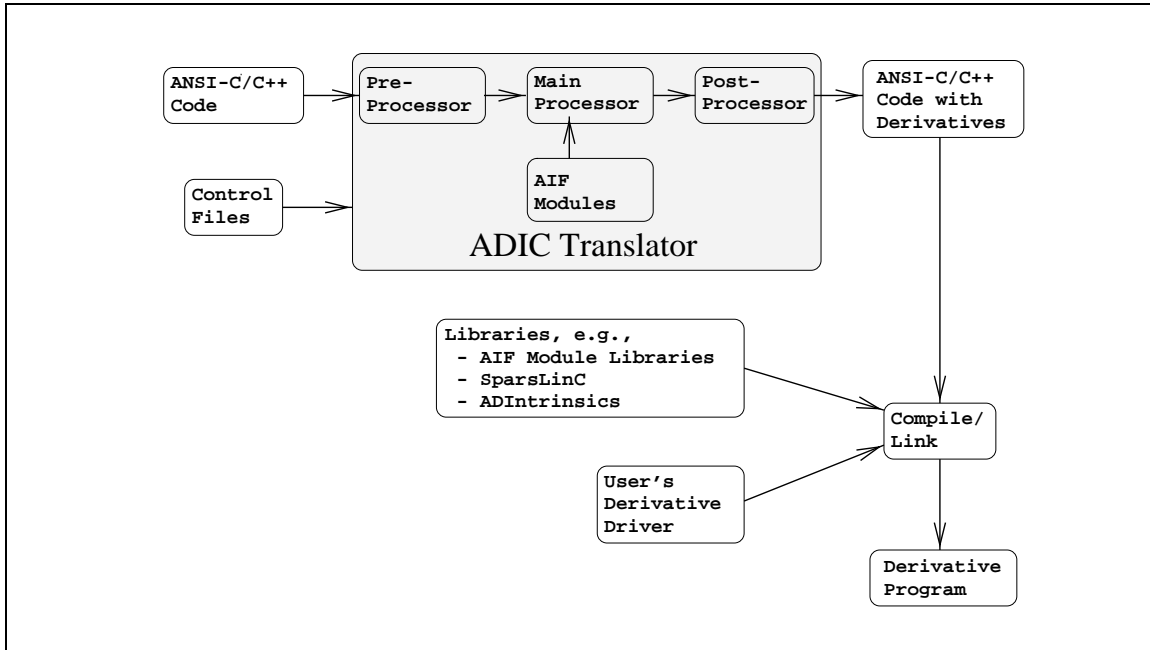 ANSI-C/C++
Code
Pre-
Processor
Main
Processor
Post-
Processor
ANSI-C/C++
Code with
Derivatives
Control
Files
AIF
Modules
ADIC Translator
Libraries, e.g.,
- AIF Module Libraries
- SparsLinC
- ADIntrinsics
Compile/
Link
User's
Derivative
Driver
Derivative
Program